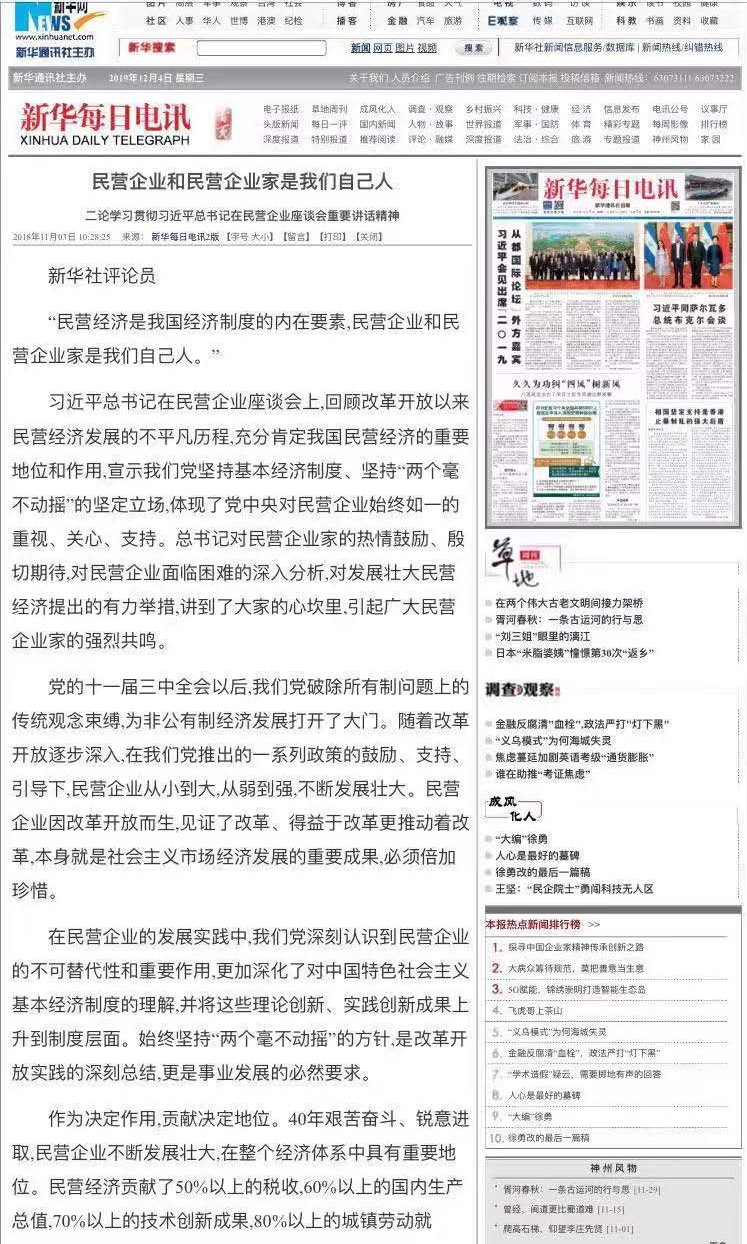 新华网
NEWS
www.xinhuanet.com
新华通讯社主办
社区 人事 华人 世博 港澳 纪检
播客
金融 汽车 旅游
E观察
传媒 互联网
科教 书画 资料 收藏
新华搜索
新闻 网页 图片 视频
搜索
新华社新闻信息服务/数据库 | 新闻热线/纠错热线
新华通讯社主办 2019年12月4日 星期三
关于我们 人员介绍 广告刊例 往期检索 订阅本报 投稿信箱 新闻热线: 63073111 63073222
新华每日电讯
XINHUA DAILY TELEGRAPH
电子报纸 草地周刊 成风化人 调查·观察 乡村振兴 科技·健康 经济 信息发布 电讯公号 议事厅
头版新闻 每日一评 国内新闻 人物·故事 世界报道 军事·国防 体育 精彩专题 每周影像 排行榜
深度报道 特别报道 推荐阅读 评论·融媒 深度报道 法治·综合 旅游 专题报道 神州风物 家园
民营企业和民营企业家是我们自己人
二论学习贯彻习近平总书记在民营企业座谈会重要讲话精神
2018年11月03日 10:28:25 来源: 新华每日电讯2版 【字号 大小】 【留言】 【打印】 【关闭】
新华社评论员
“民营经济是我国经济制度的内在要素,民营企业和民
营企业家是我们自己人。”
习近平总书记在民营企业座谈会上,回顾改革开放以来
民营经济发展的不平凡历程,充分肯定我国民营经济的重要
地位和作用,宣示我们党坚持基本经济制度、坚持“两个毫
不动摇”的坚定立场,体现了党中央对民营企业始终如一的
重视、关心、支持。总书记对民营企业家的热情鼓励、殷
切期待,对民营企业面临困难的深入分析,对发展壮大民营
经济提出的有力举措,讲到了大家的心坎里,引起广大民营
企业家的强烈共鸣。
党的十一届三中全会以后,我们党破除所有制问题上的
传统观念束缚,为非公有制经济发展打开了大门。随着改革
开放逐步深入,在我们党推出的一系列政策的鼓励、支持、
引导下,民营企业从小到大,从弱到强,不断发展壮大。民营
企业因改革开放而生,见证了改革、得益于改革更推动着改
革,本身就是社会主义市场经济发展的重要成果,必须倍加
珍惜。
在民营企业的发展实践中,我们党深刻认识到民营企业
的不可替代性和重要作用,更加深化了对中国特色社会主义
基本经济制度的理解,并将这些理论创新、实践创新成果上
升到制度层面。始终坚持“两个毫不动摇”的方针,是改革开
放实践的深刻总结,更是事业发展的必然要求。
作为决定作用,贡献决定地位。40年艰苦奋斗、锐意进
取,民营企业不断发展壮大,在整个经济体系中具有重要地
位。民营经济贡献了50%以上的税收,60%以上的国内生产
总值,70%以上的技术创新成果,80%以上的城镇劳动就
新华每日电讯
习近平会见出席“二〇一九
从都国际论坛”外方嘉宾
习近平同萨尔瓦多
总统布克尔会谈
久久为功纠“四风”树新风
祖国坚定支持是香港
止暴制乱的强大后盾
草地
周刊
在两个伟大古老文明间接力架桥
胥河春秋:一条古运河的行与思
“刘三姐”眼里的漓江
日本“米脂婆姨”憧憬第30次“返乡”
调查·观察
金融反腐清“血栓”,政法严打“灯下黑”
“义乌模式”为何海城失灵
焦虑蔓延加剧英语考级“通货膨胀”
谁在助推“考证焦虑”
成风
化人
“大编”徐勇
人心是最好的墓碑
徐勇改的最后一篇稿
王坚:“民企院士”勇闯科技无人区
本报热点新闻排行榜 >>
1. 探寻中国企业家精神传承创新之路
2. 大病众筹待规范,莫把善意当生意
3. 5G赋能,锦绣崇明打造智能生态岛
4. 飞虎哥上茶山
5. “义乌模式”为何海城失灵
6. 金融反腐清“血栓”,政法严打“灯下黑”
7. “学术造假”疑云,需要掷地有声的回答
8. 人心是最好的墓碑
9. “大编”徐勇
10. 徐勇改的最后一篇稿
神州风物
胥河春秋:一条古运河的行与思 [11-29]
曾经,闽道更比蜀道难 [11-15]
爬高石梯,仰望李庄先贤 [11-01]